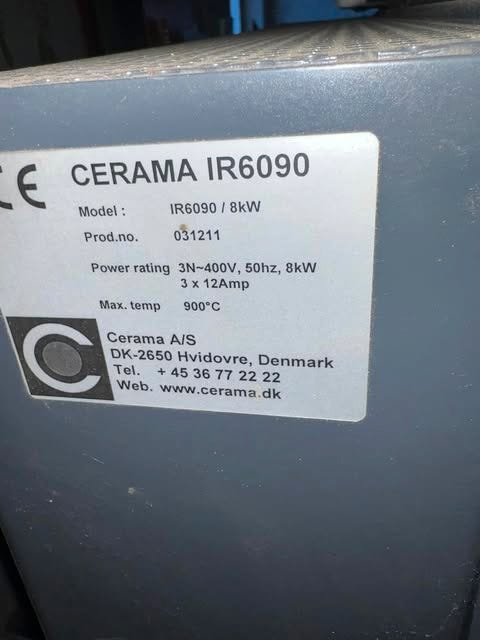 CE CERAMA IR6090
Model : IR6090 / 8kW
Prod.no. 031211
Power rating 3N~400V, 50hz, 8kW
3 x 12Amp
Max. temp 900°C
Cerama A/S
DK-2650 Hvidovre, Denmark
Tel. + 45 36 77 22 22
Web. www.cerama.dk